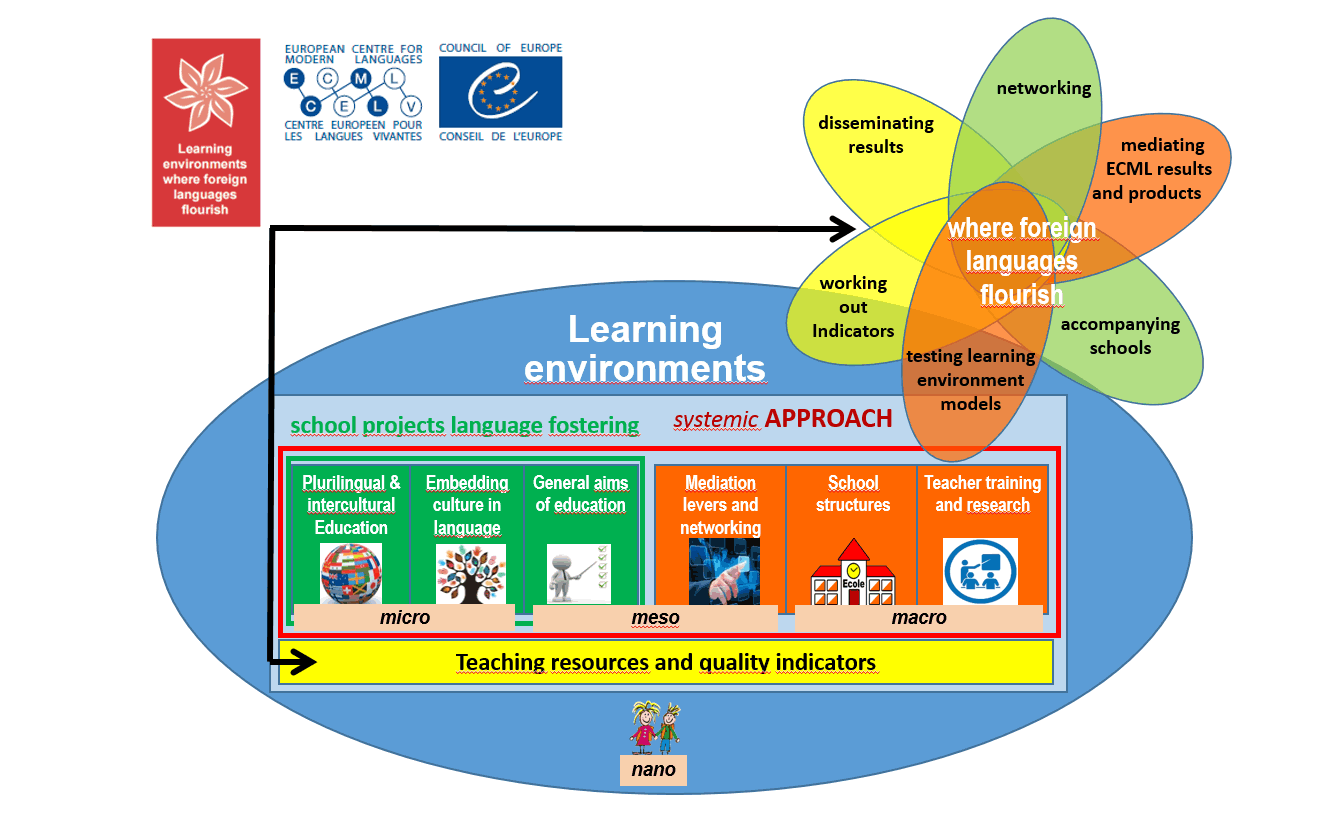 Learning
environments
where foreign
languages
flourish
EUROPEAN CENTRE FOR
MODERN LANGUAGES
E C M L
C E L V
CENTRE EUROPEEN POUR
LES LANGUES VIVANTES
COUNCIL OF EUROPE
CONSEIL DE L'EUROPE
networking
disseminating
results
mediating
ECML results
and products
where foreign
languages
flourish
working
out
Indicators
accompanying
schools
testing learning
environment
models
Learning
environments
school projects language fostering
systemic APPROACH
Plurilingual &
intercultural
Education
Embedding
culture in
language
General aims
of education
Mediation
levers and
networking
School
structures
Teacher training
and research
Ecole
micro
meso
macro
Teaching resources and quality indicators
nano